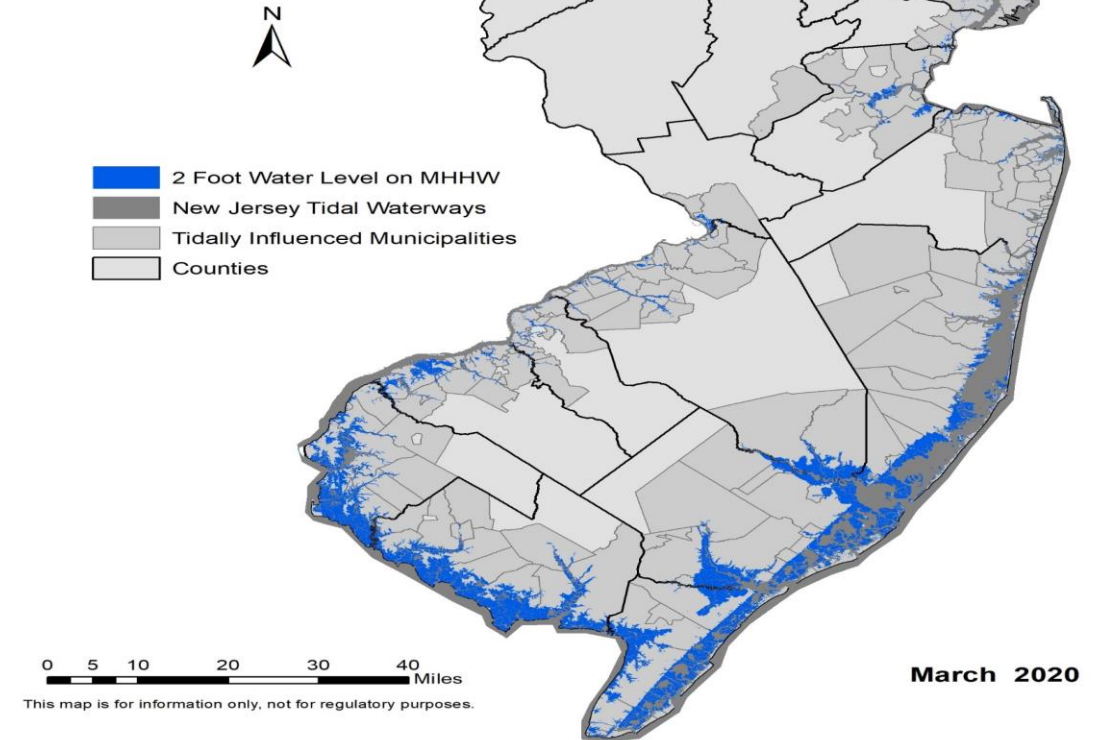 N
2 Foot Water Level on MHHW
New Jersey Tidal Waterways
Tidally Influenced Municipalities
Counties
0 5 10 20 30 40
Miles
March 2020
This map is for information only, not for regulatory purposes.